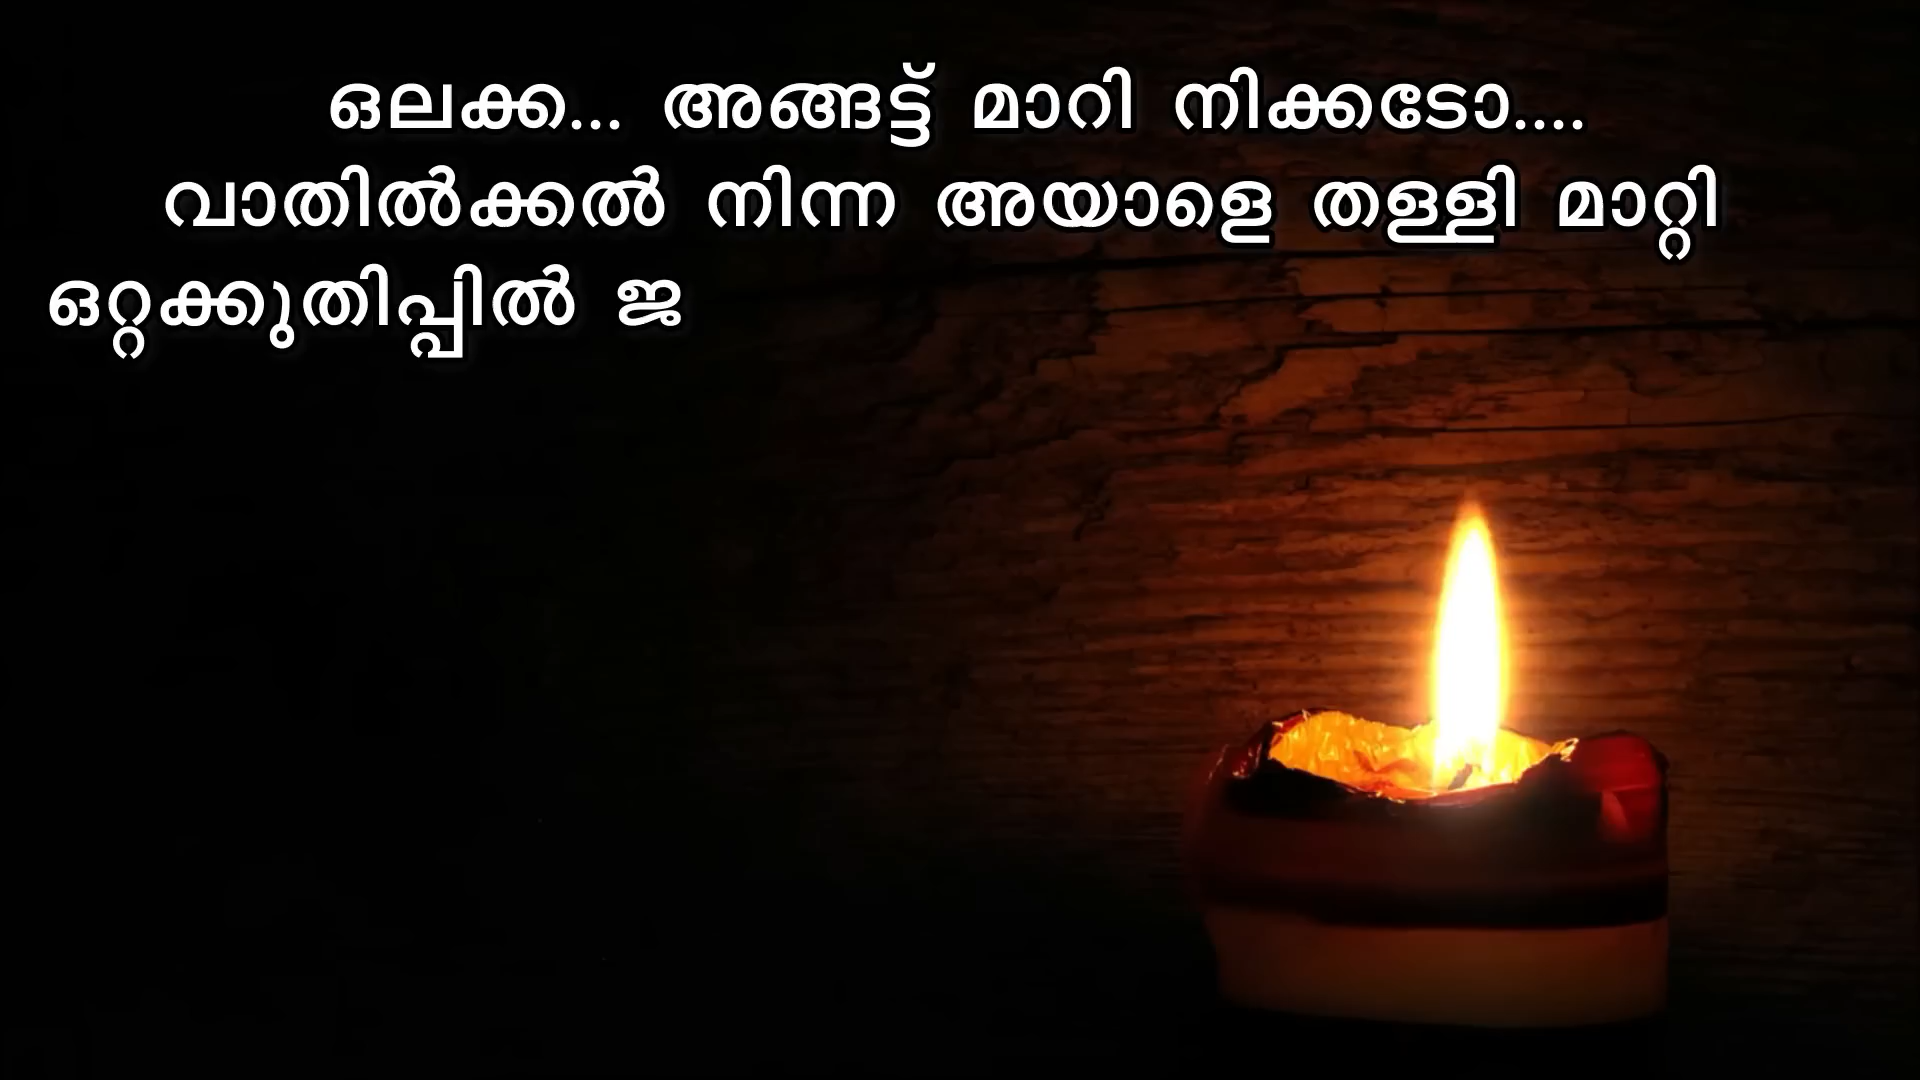 ഒലക്ക... അങ്ങട്ട് മാറി നിക്കടോ....
വാതിൽക്കൽ നിന്ന അയാളെ തള്ളി മാറ്റി
ഒറ്റക്കുതിപ്പിൽ ജ